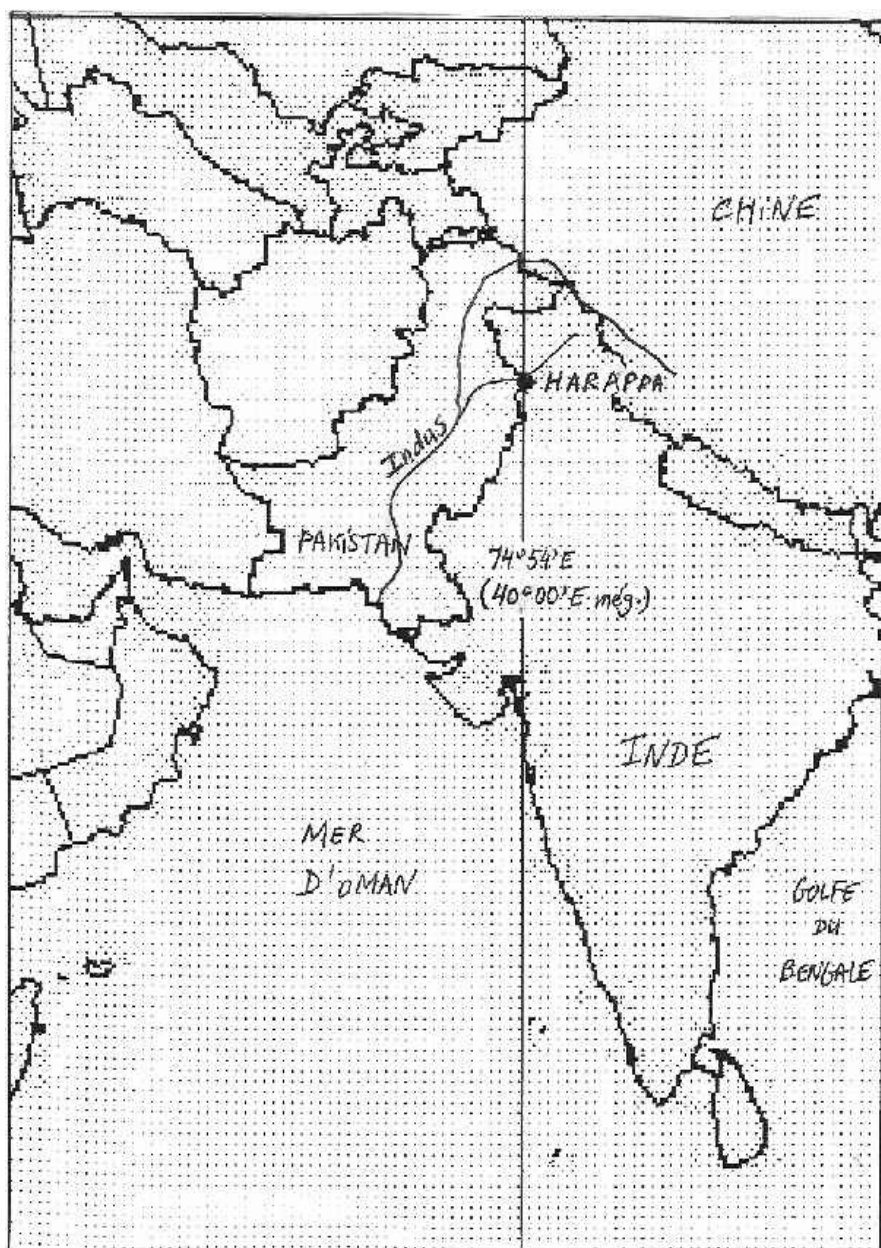 CHINE
HARAPPA
Indus
PAKISTAN
74°54'E
(40°00'E még.)
INDE
MER
D'OMAN
GOLFE
DU
BENGALE